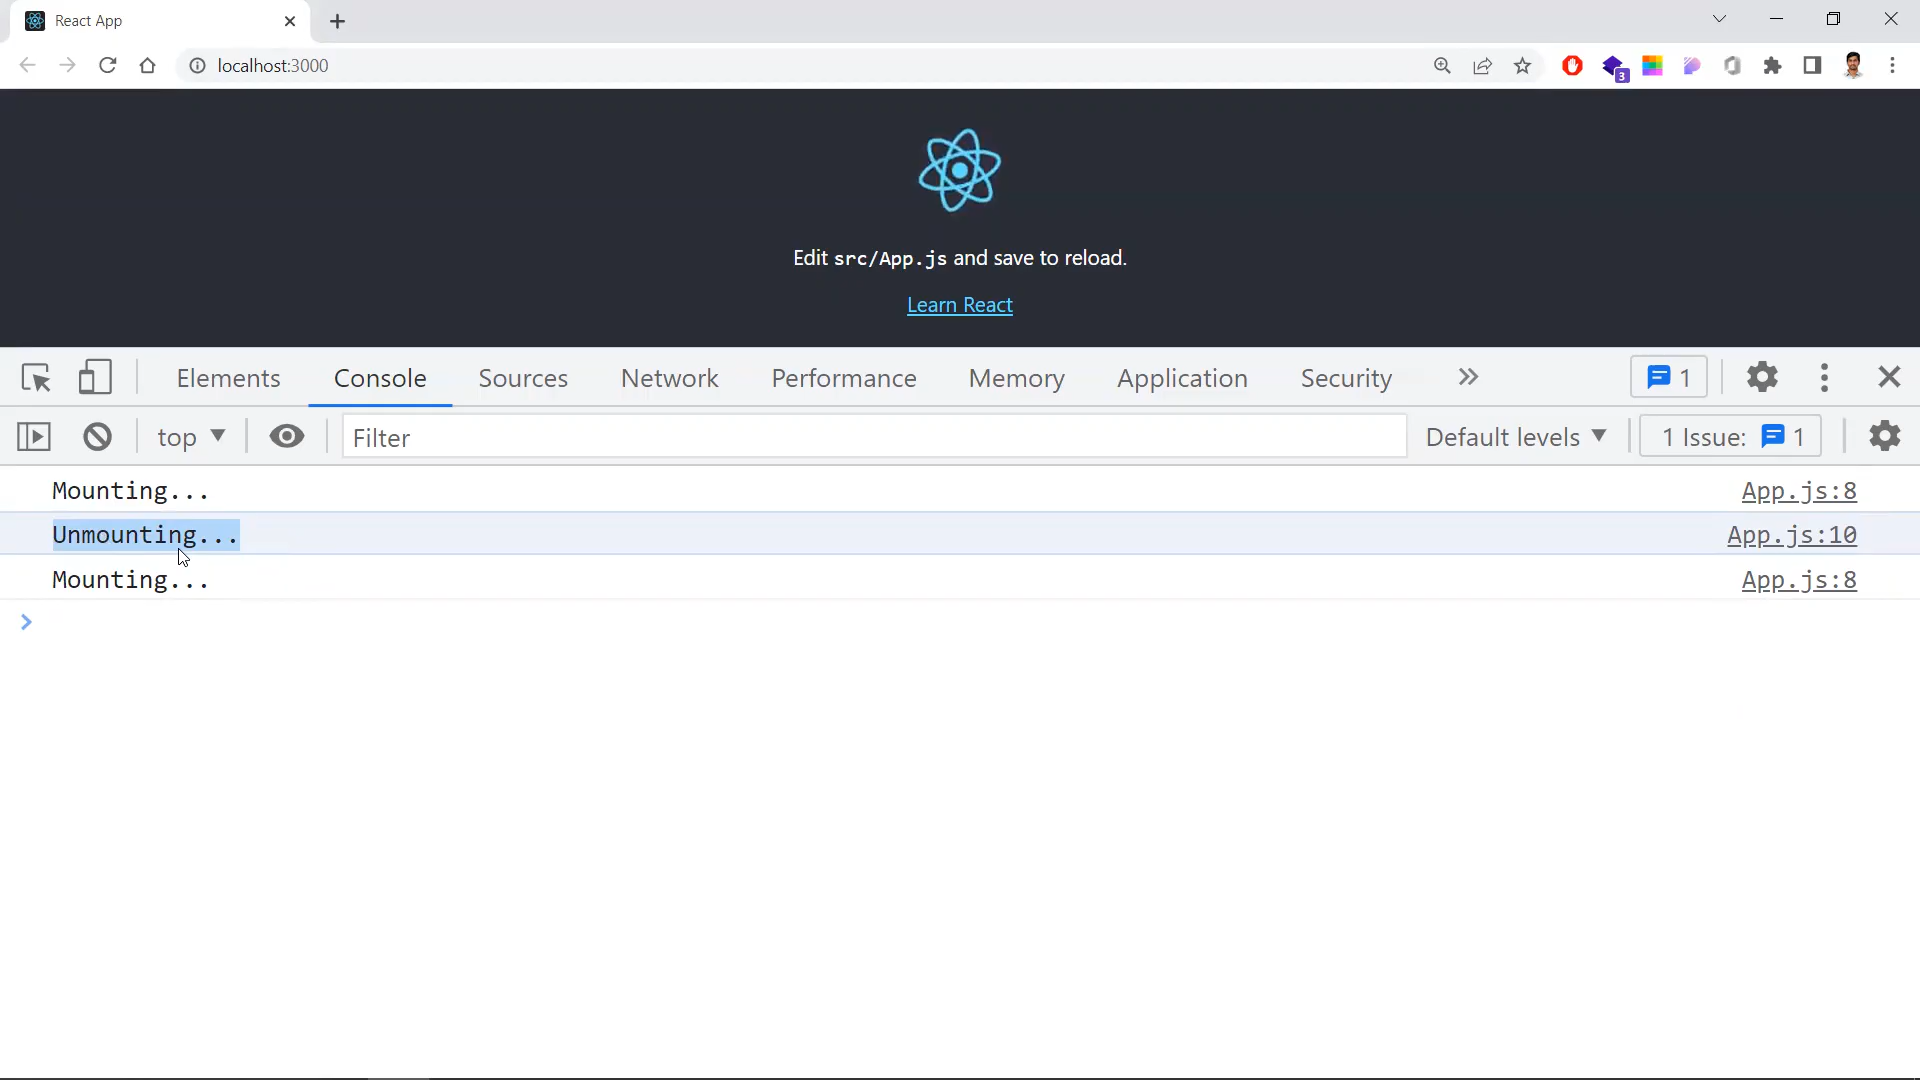 React App
localhost:3000
3
Edit src/App.js and save to reload.
Learn React
Elements Console Sources Network Performance Memory Application Security 1
top Filter Default levels 1 Issue: 1
Mounting... App.js:8
Unmounting... App.js:10
Mounting... App.js:8